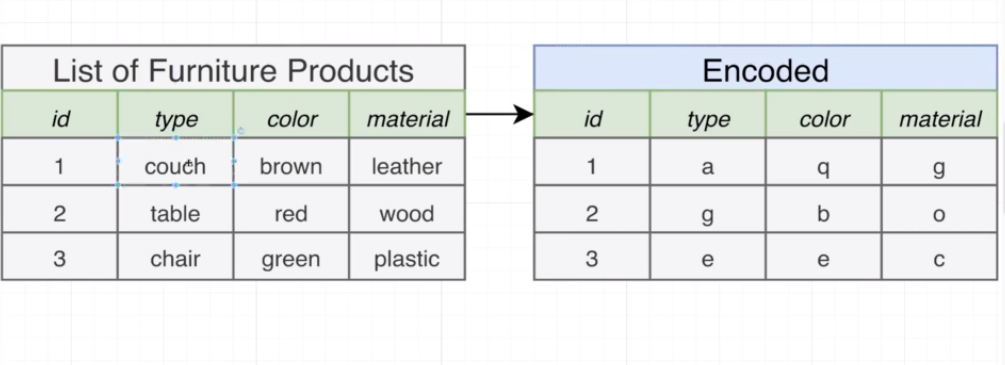 List of Furniture Products
id type color material
1 couch brown leather
2 table red wood
3 chair green plastic
Encoded
id type color material
1 a q g
2 g b o
3 e e c